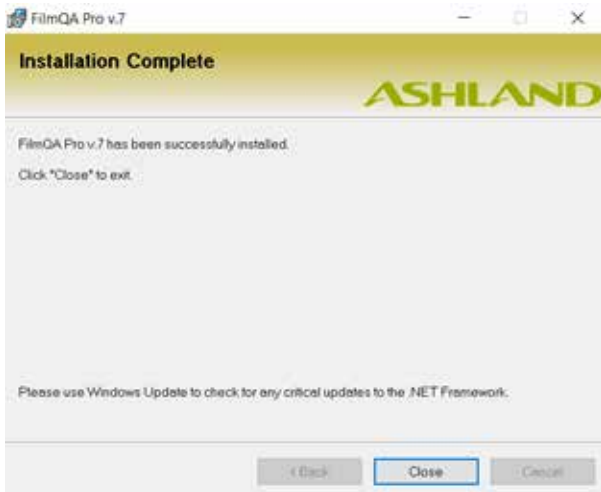 FilmQA Pro v.7
Installation Complete
ASHLAND
FilmQA Pro v.7 has been successfully installed.
Click "Close" to exit.
Please use Windows Update to check for any critical updates to the .NET Framework.
< Back Close Cancel